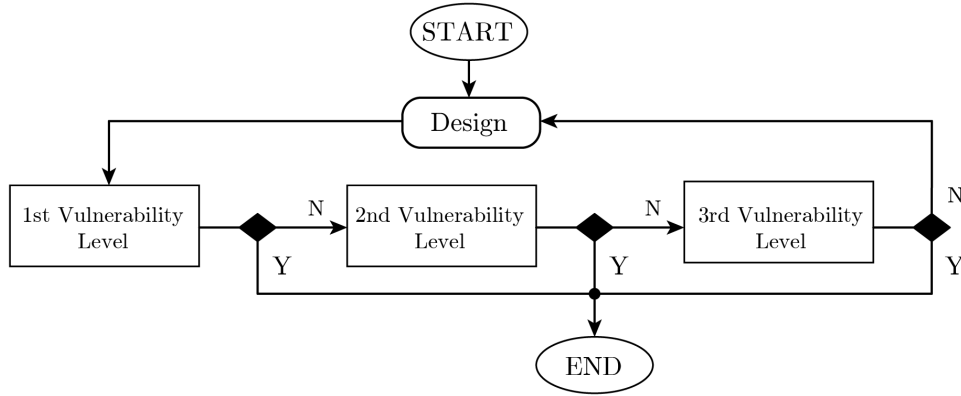 START
Design
1st Vulnerability
Level
N
2nd Vulnerability
Level
N
3rd Vulnerability
Level
N
Y
Y
Y
END